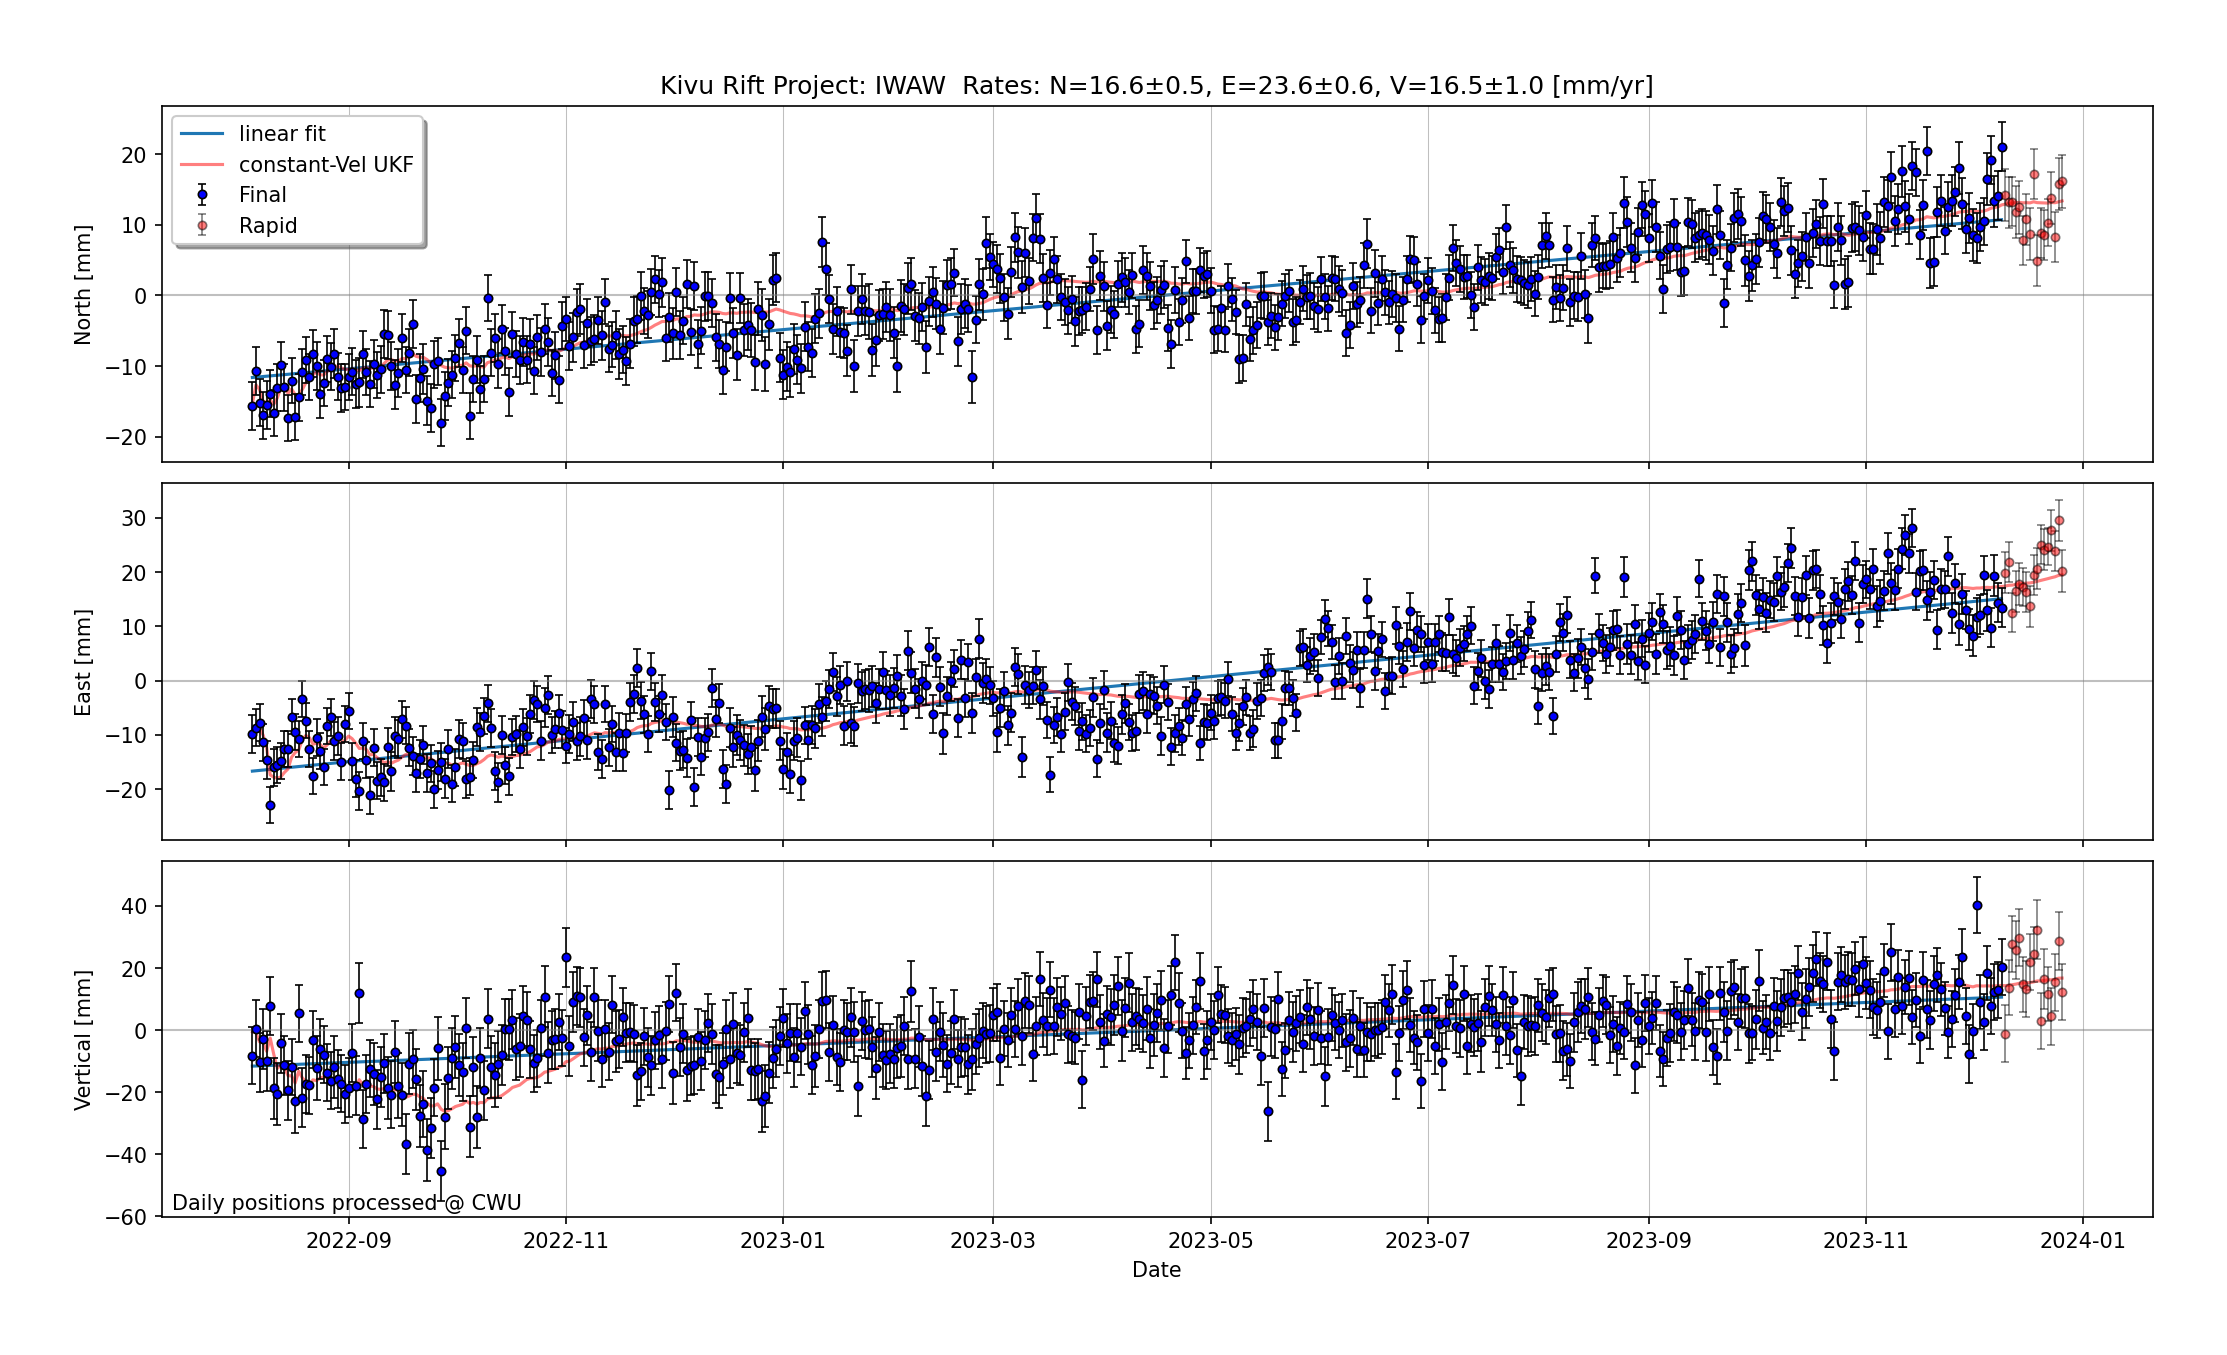 Kivu Rift Project: IWAW  Rates: N=16.6±0.5, E=23.6±0.6, V=16.5±1.0 [mm/yr]
linear fit
constant-Vel UKF
Final
Rapid
North [mm]
20
10
0
−10
−20
East [mm]
30
20
10
0
−10
−20
Vertical [mm]
40
20
0
−20
−40
−60
Daily positions processed @ CWU
2022-09 2022-11 2023-01 2023-03 2023-05 2023-07 2023-09 2023-11 2024-01
Date